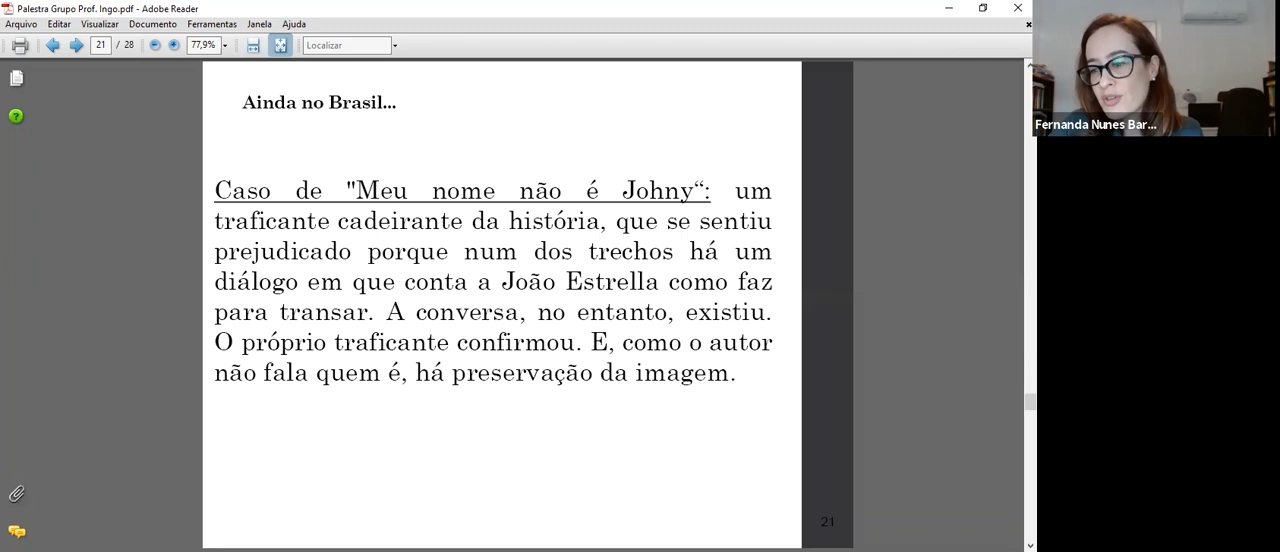 Palestra Grupo Prof. Ingo.pdf - Adobe Reader
Arquivo Editar Visualizar Documento Ferramentas Janela Ajuda
21 / 28 77,9% Localizar
Fernanda Nunes Bar...
Ainda no Brasil...
Caso de "Meu nome não é Johny“: um
traficante cadeirante da história, que se sentiu
prejudicado porque num dos trechos há um
diálogo em que conta a João Estrella como faz
para transar. A conversa, no entanto, existiu.
O próprio traficante confirmou. E, como o autor
não fala quem é, há preservação da imagem.
21